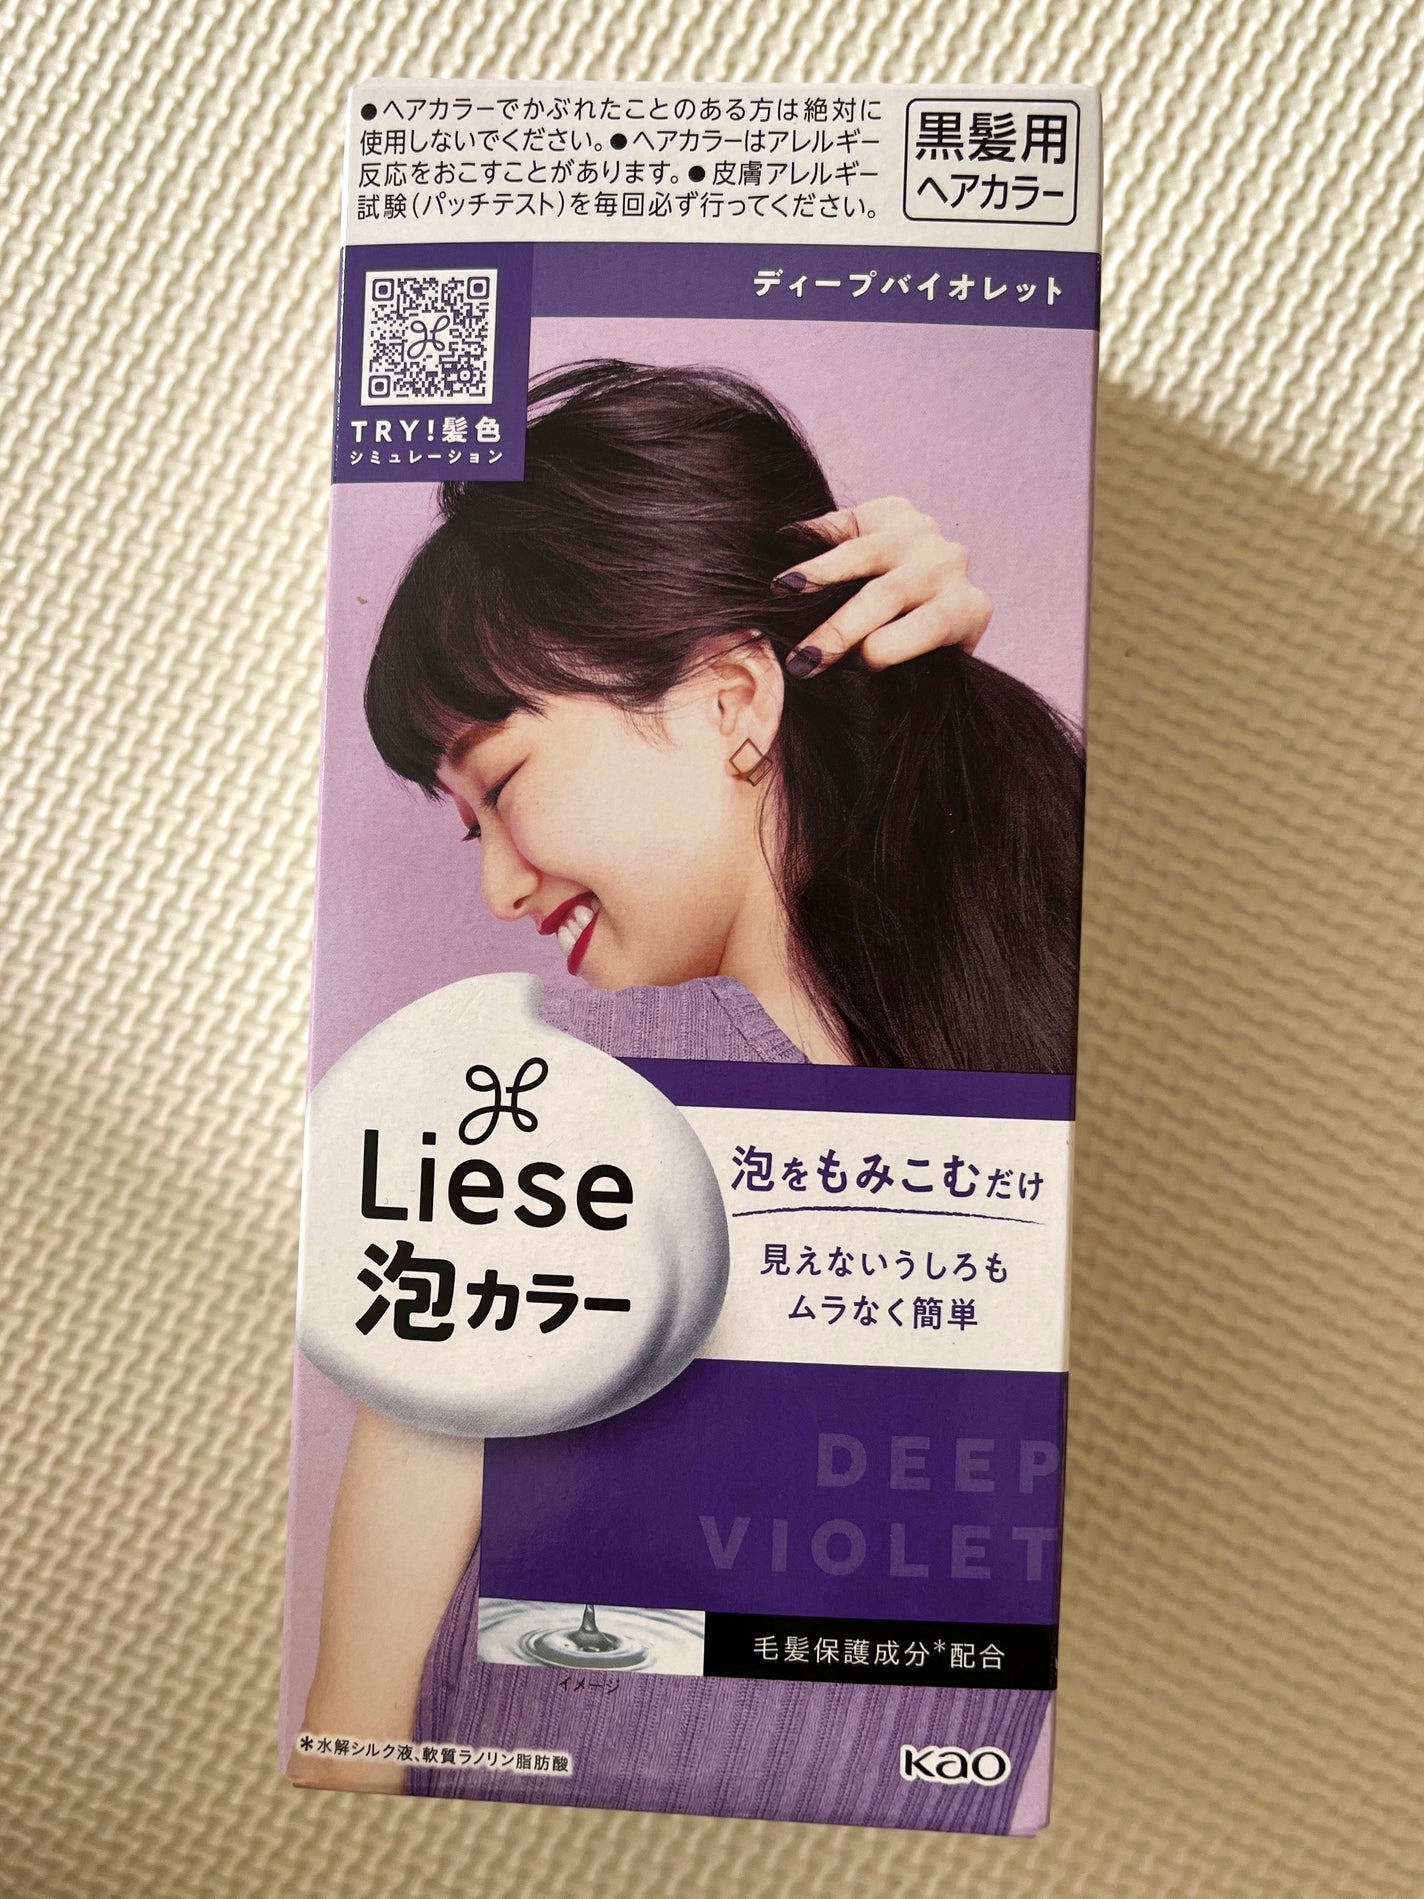 ●ヘアカラーでかぶれたことのある方は絶対に
使用しないでください。●ヘアカラーはアレルギー
反応をおこすことがあります。●皮膚アレルギー
試験(パッチテスト)を毎回必ず行ってください。
黒髪用
ヘアカラー
ディープバイオレット
TRY!髪色
シミュレーション
Liese
泡カラー
泡をもみこむだけ
見えないうしろも
ムラなく簡単
DEEP
VIOLET
毛髪保護成分*配合
イメージ
*水解シルク液、軟質ラノリン脂肪酸
Kao